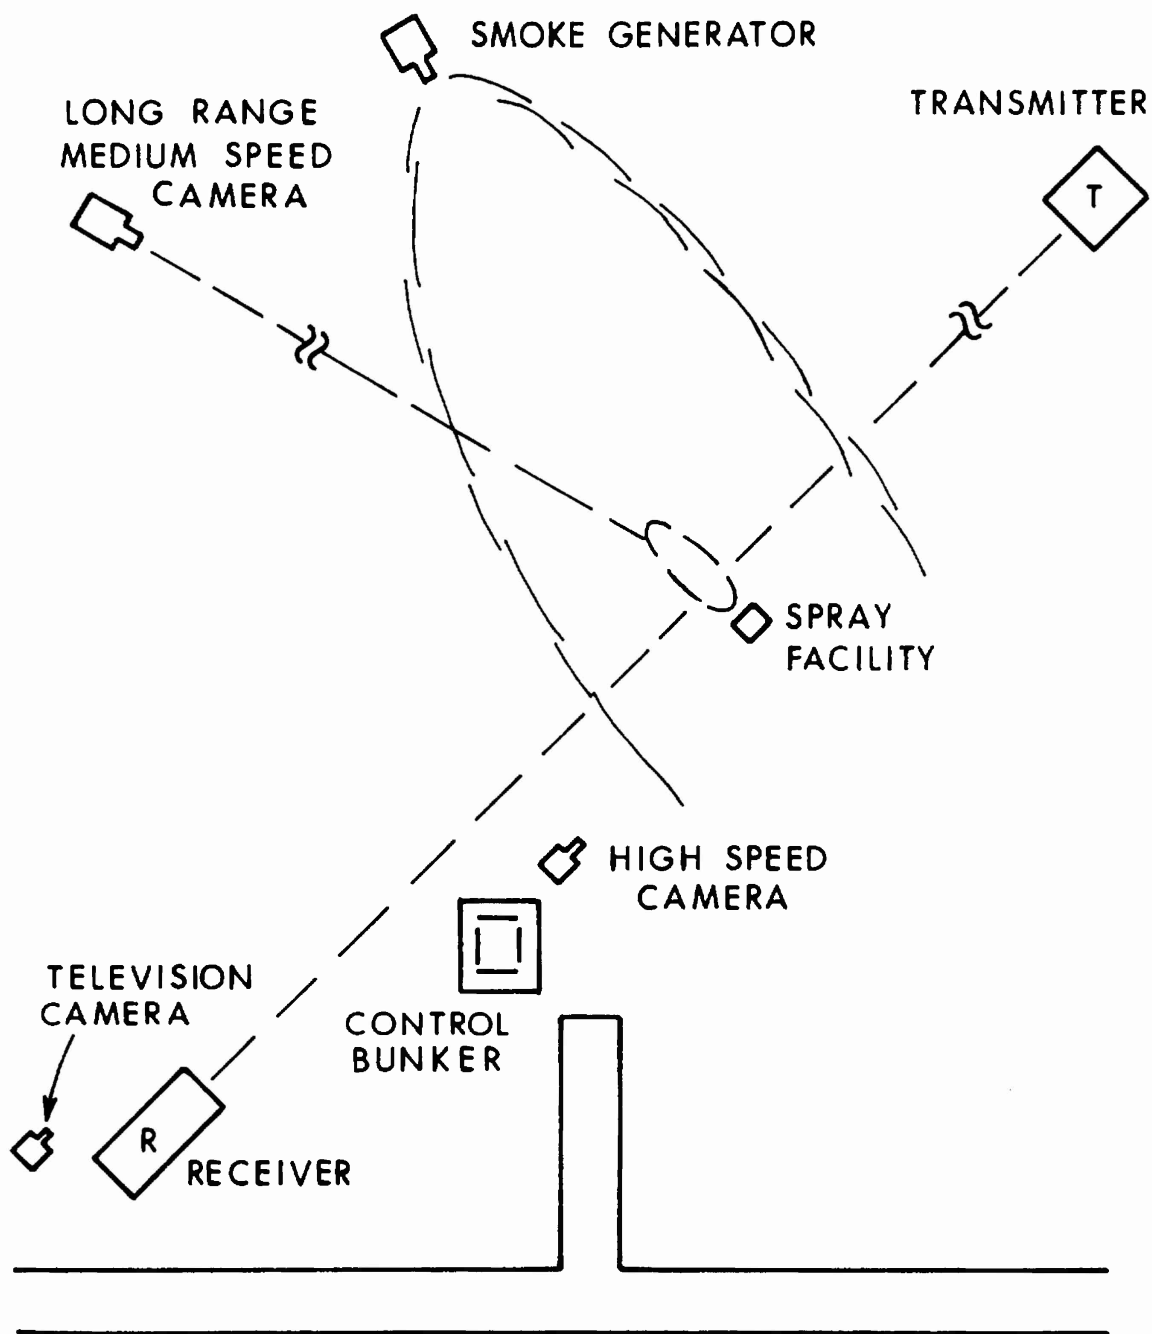 SMOKE GENERATOR
LONG RANGE
MEDIUM SPEED
CAMERA
TRANSMITTER
T
SPRAY
FACILITY
HIGH SPEED
CAMERA
TELEVISION
CAMERA
CONTROL
BUNKER
R
RECEIVER